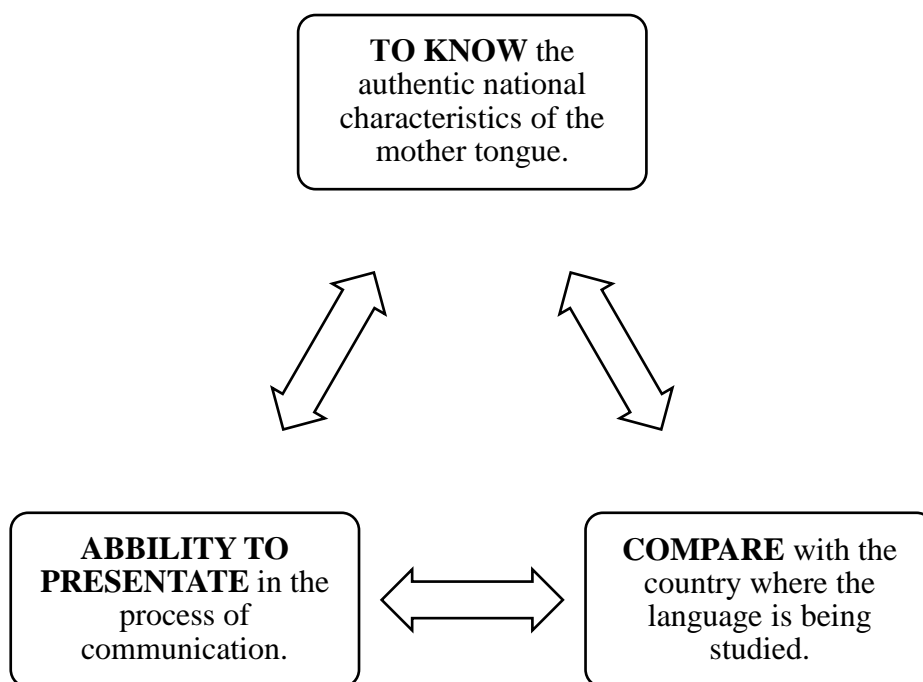 TO KNOW the
authentic national
characteristics of the
mother tongue.
ABBILITY TO
PRESENTATE in the
process of
communication.
COMPARE with the
country where the
language is being
studied.